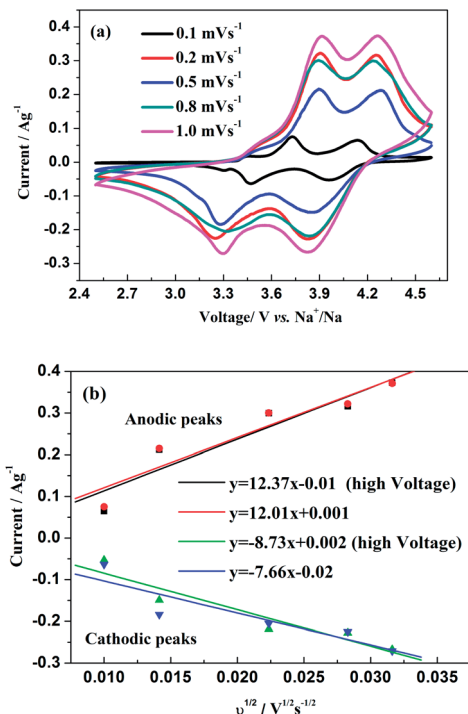 (a)
0.1 mVs⁻¹
0.2 mVs⁻¹
0.5 mVs⁻¹
0.8 mVs⁻¹
1.0 mVs⁻¹
Current / Ag⁻¹
0.4
0.3
0.2
0.1
0.0
-0.1
-0.2
-0.3
2.4 2.7 3.0 3.3 3.6 3.9 4.2 4.5
Voltage/ V vs. Na⁺/Na
(b)
Anodic peaks
y=12.37x-0.01 (high Voltage)
y=12.01x+0.001
y=-8.73x+0.002 (high Voltage)
y=-7.66x-0.02
Cathodic peaks
Current / Ag⁻¹
0.4
0.3
0.2
0.1
0.0
-0.1
-0.2
-0.3
0.010 0.015 0.020 0.025 0.030 0.035
υ¹ᐟ² / V¹ᐟ²s⁻¹ᐟ²